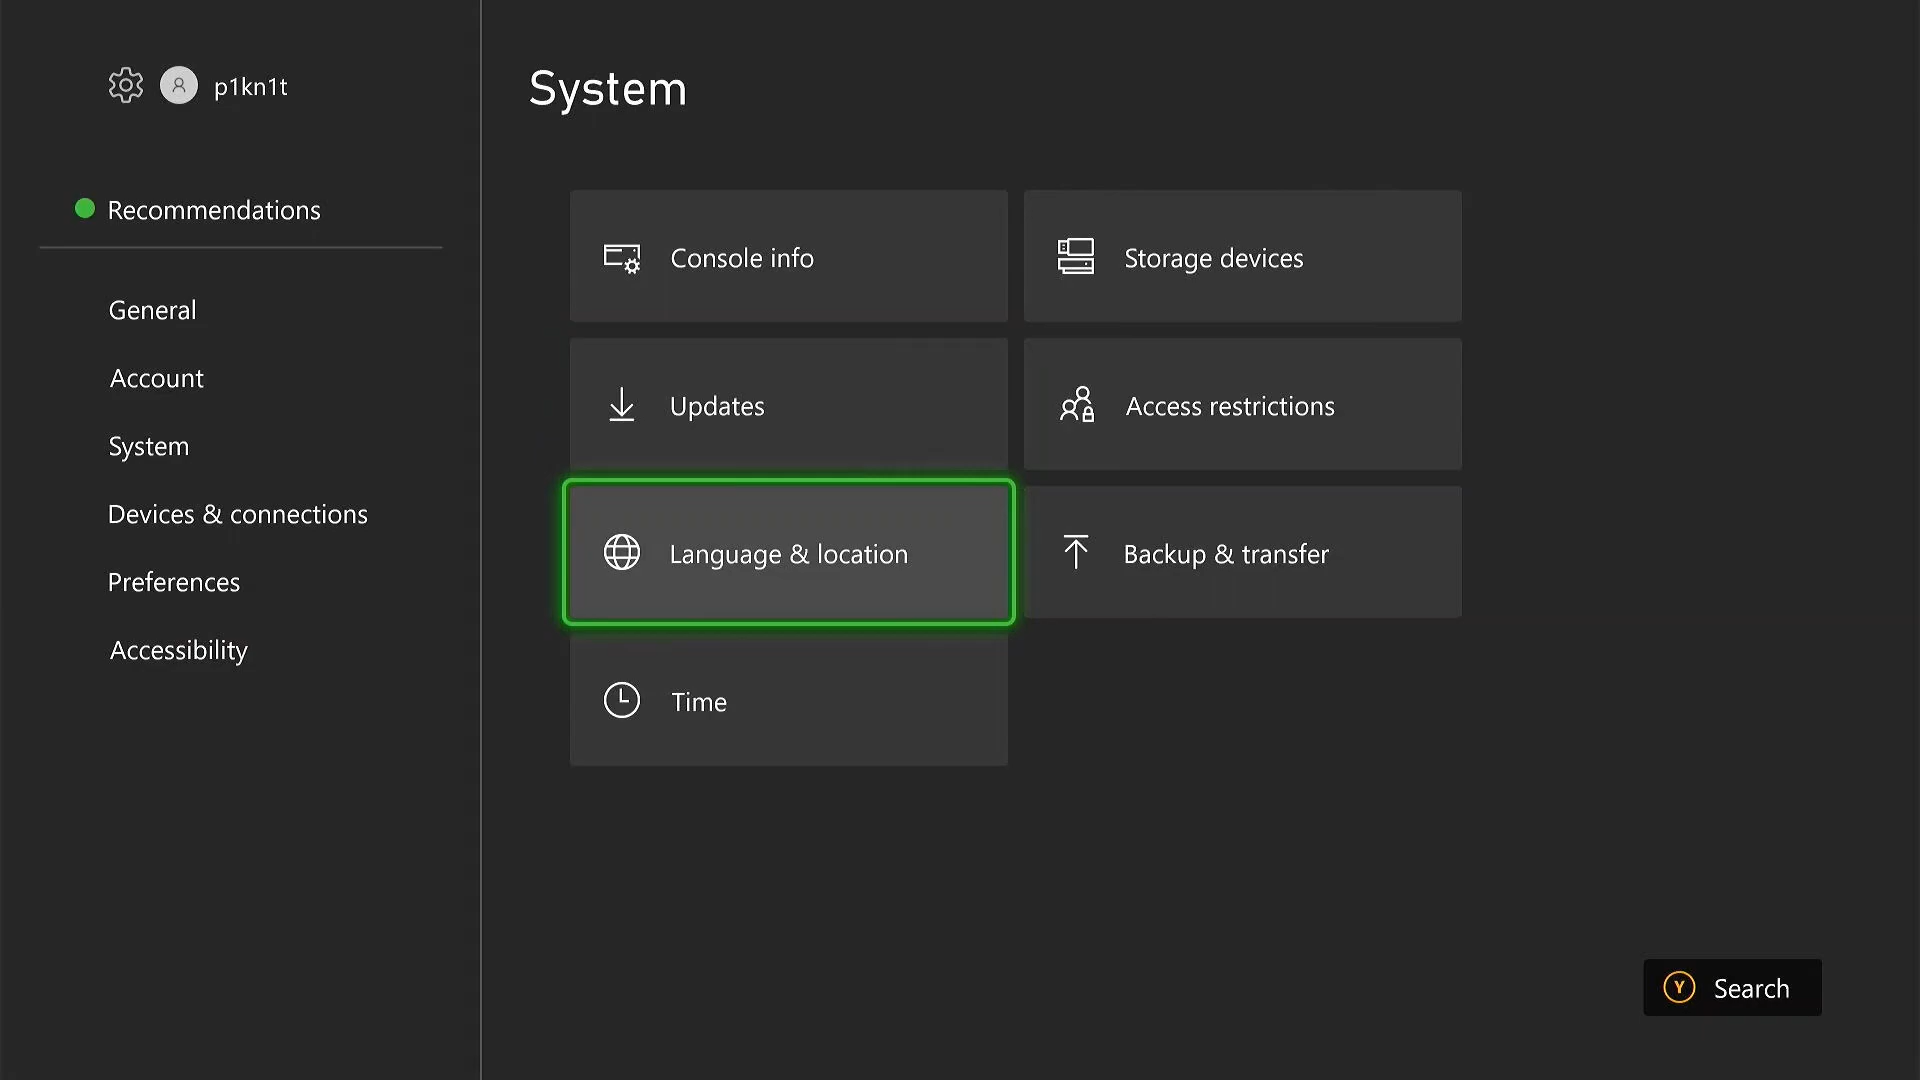 p1kn1t
Recommendations
General
Account
System
Devices & connections
Preferences
Accessibility
System
Console info
Storage devices
Updates
Access restrictions
Language & location
Backup & transfer
Time
Y Search